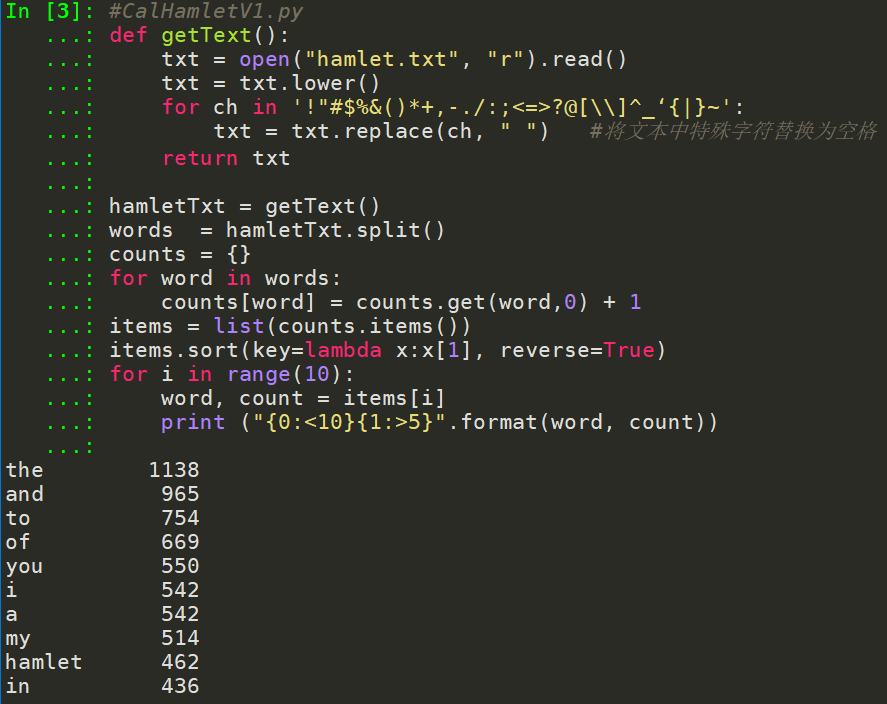 In [3]: #CalHamletV1.py
   ...: def getText():
   ...:     txt = open("hamlet.txt", "r").read()
   ...:     txt = txt.lower()
   ...:     for ch in '!"#$%&()*+,-./:;<=>?@[\\]^_‘{|}~':
   ...:         txt = txt.replace(ch, " ")   #将文本中特殊字符替换为空格
   ...:     return txt
   ...:
   ...: hamletTxt = getText()
   ...: words  = hamletTxt.split()
   ...: counts = {}
   ...: for word in words:
   ...:     counts[word] = counts.get(word,0) + 1
   ...: items = list(counts.items())
   ...: items.sort(key=lambda x:x[1], reverse=True)
   ...: for i in range(10):
   ...:     word, count = items[i]
   ...:     print ("{0:<10}{1:>5}".format(word, count))
   ...:
the        1138
and         965
to          754
of          669
you         550
i           542
a           542
my          514
hamlet      462
in          436